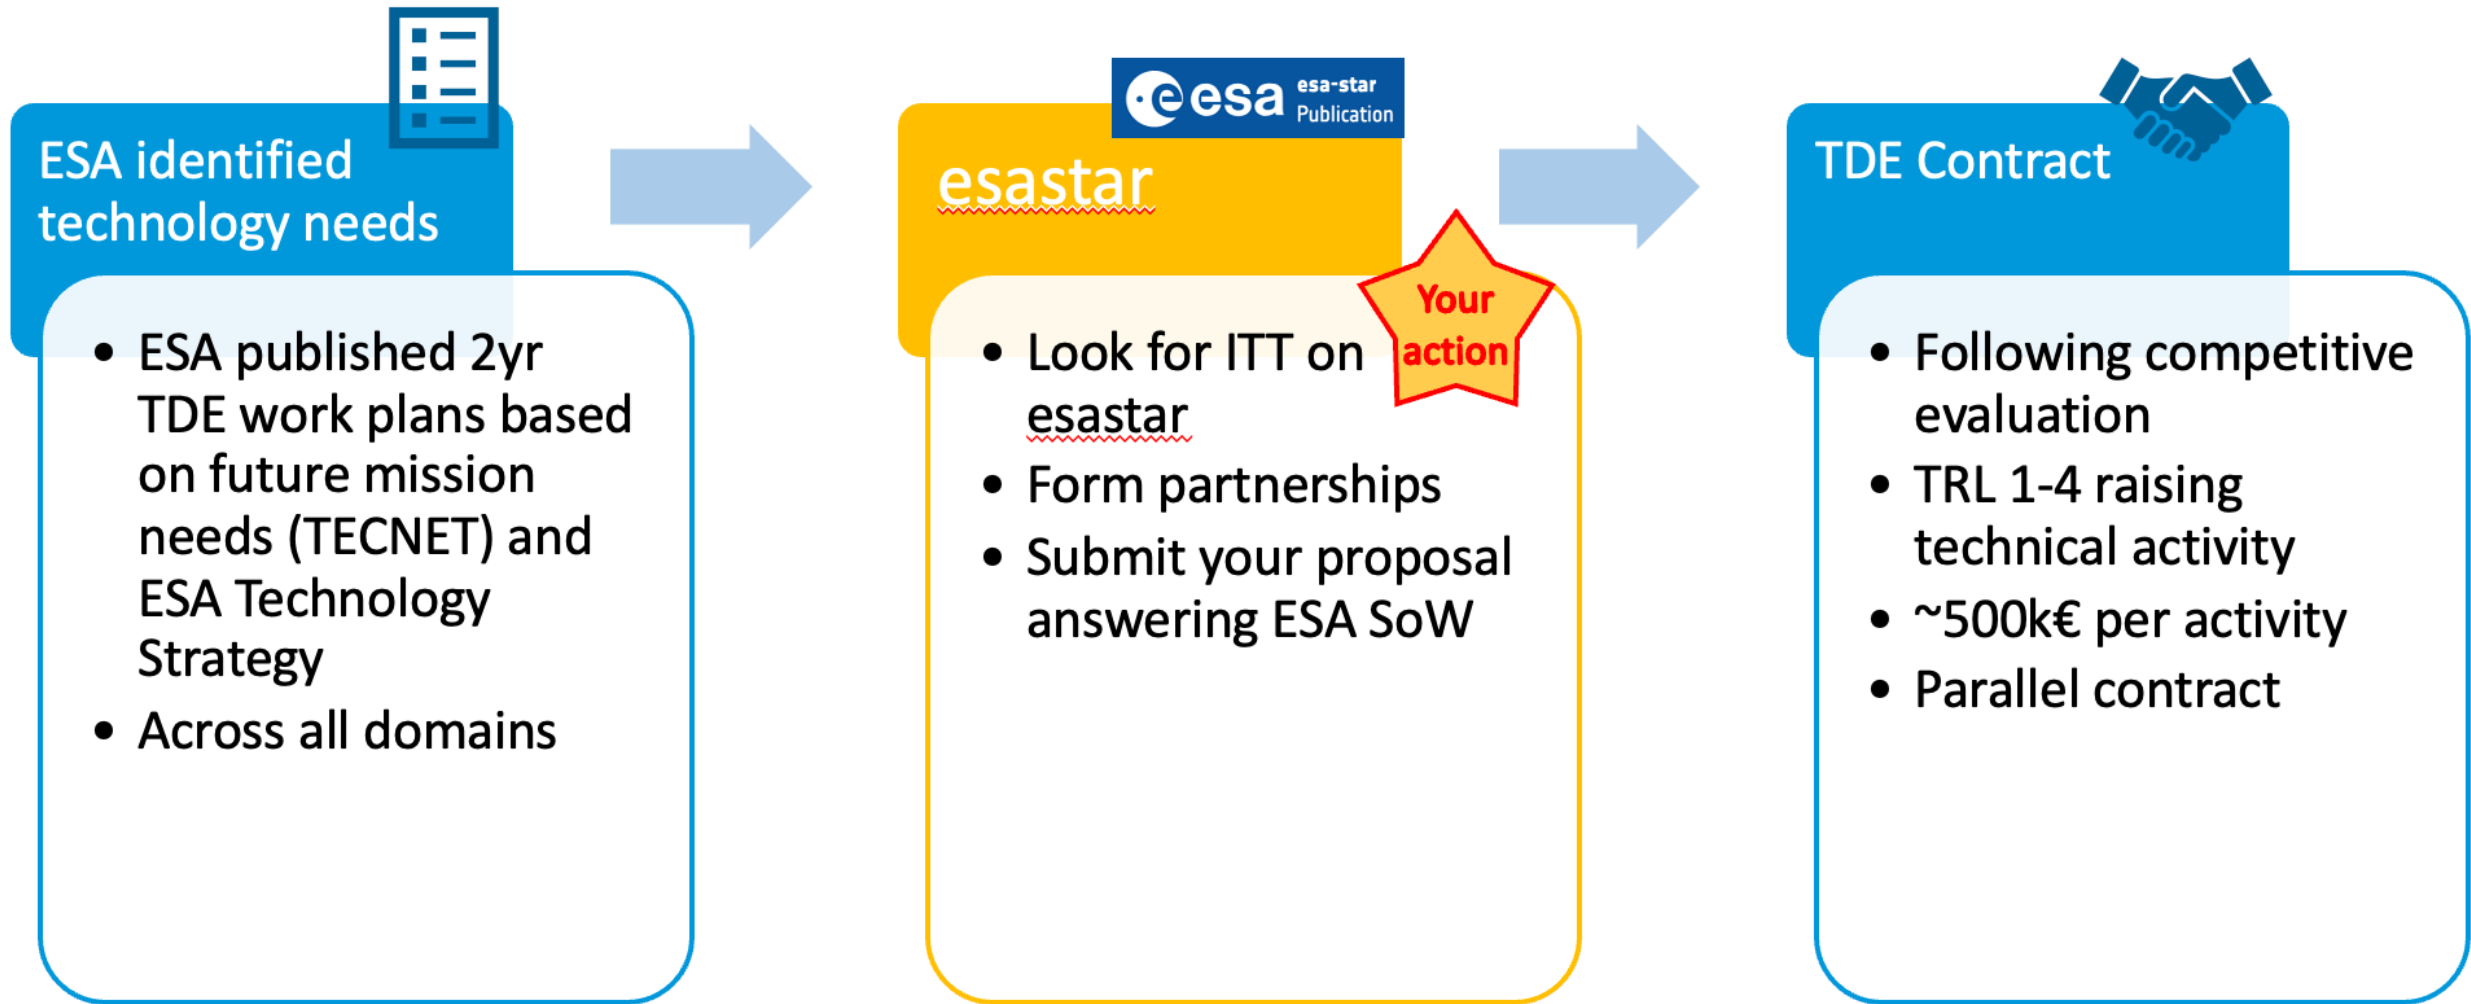 ESA identified
technology needs
• ESA published 2yr
TDE work plans based
on future mission
needs (TECNET) and
ESA Technology
Strategy
• Across all domains
esa
esa-star
Publication
esastar
Your
action
• Look for ITT on
esastar
• Form partnerships
• Submit your proposal
answering ESA SoW
TDE Contract
• Following competitive
evaluation
• TRL 1-4 raising
technical activity
• ~500k€ per activity
• Parallel contract